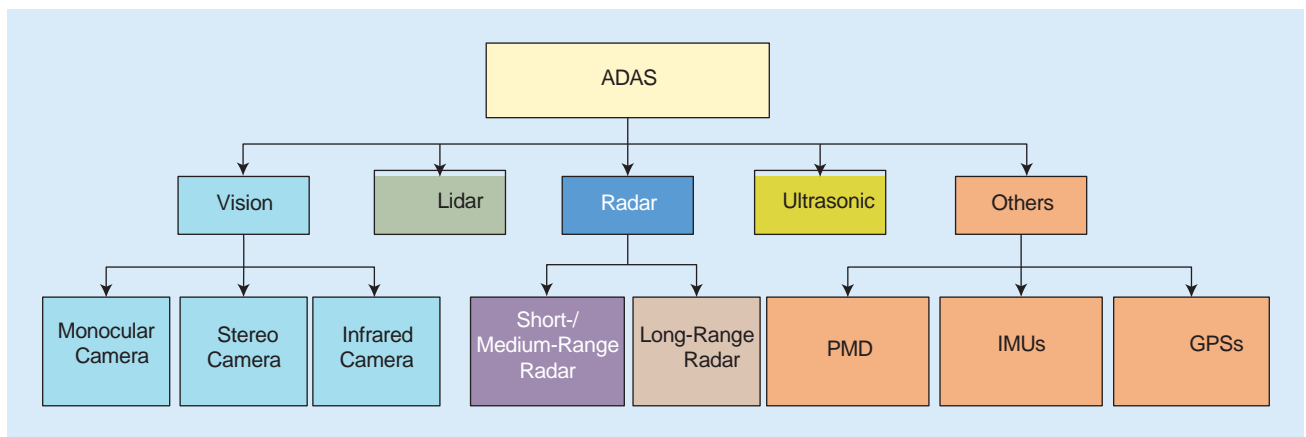 ADAS
Vision
Lidar
Radar
Ultrasonic
Others
Monocular
Camera
Stereo
Camera
Infrared
Camera
Short-/
Medium-Range
Radar
Long-Range
Radar
PMD
IMUs
GPSs